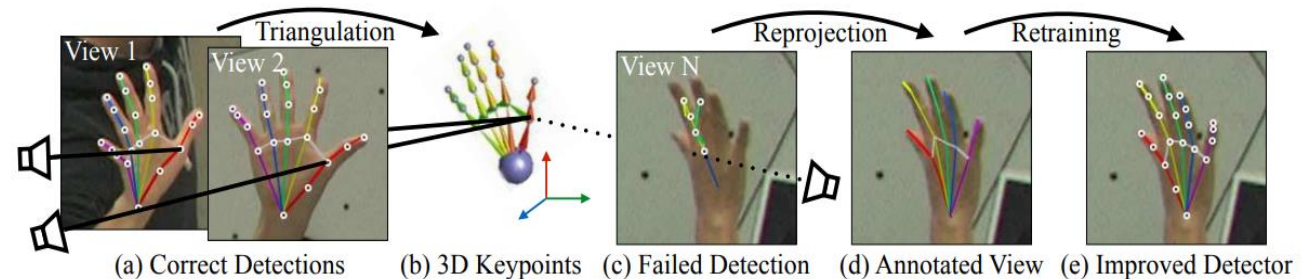 Triangulation
Reprojection
Retraining
View 1
View 2
View N
(a) Correct Detections
(b) 3D Keypoints
(c) Failed Detection
(d) Annotated View
(e) Improved Detector